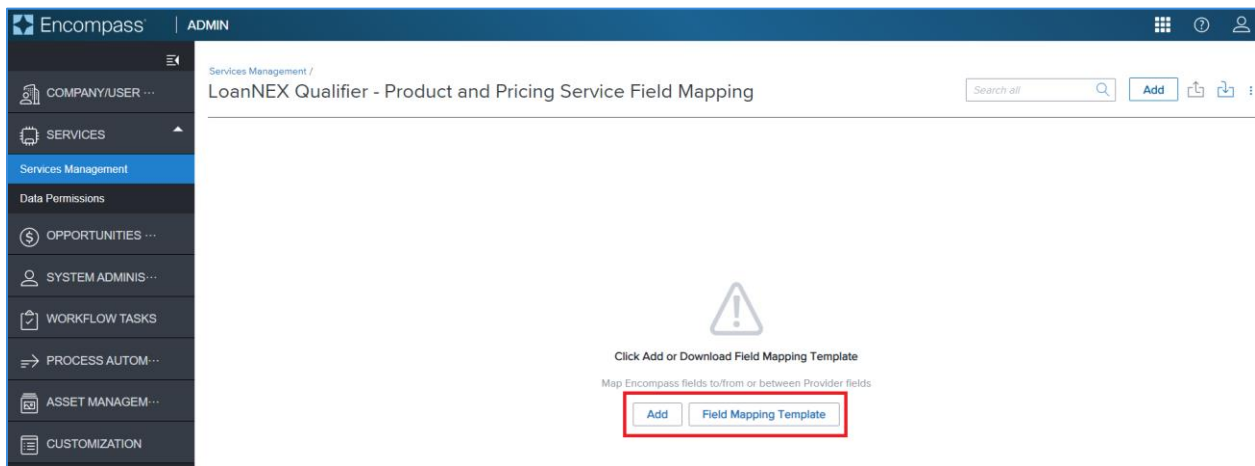 Encompass | ADMIN
Services Management /
LoanNEX Qualifier - Product and Pricing Service Field Mapping
Search all
Add
COMPANY/USER ···
SERVICES
Services Management
Data Permissions
OPPORTUNITIES ···
SYSTEM ADMINIS···
WORKFLOW TASKS
PROCESS AUTOM···
ASSET MANAGEM···
CUSTOMIZATION
Click Add or Download Field Mapping Template
Map Encompass fields to/from or between Provider fields
Add
Field Mapping Template